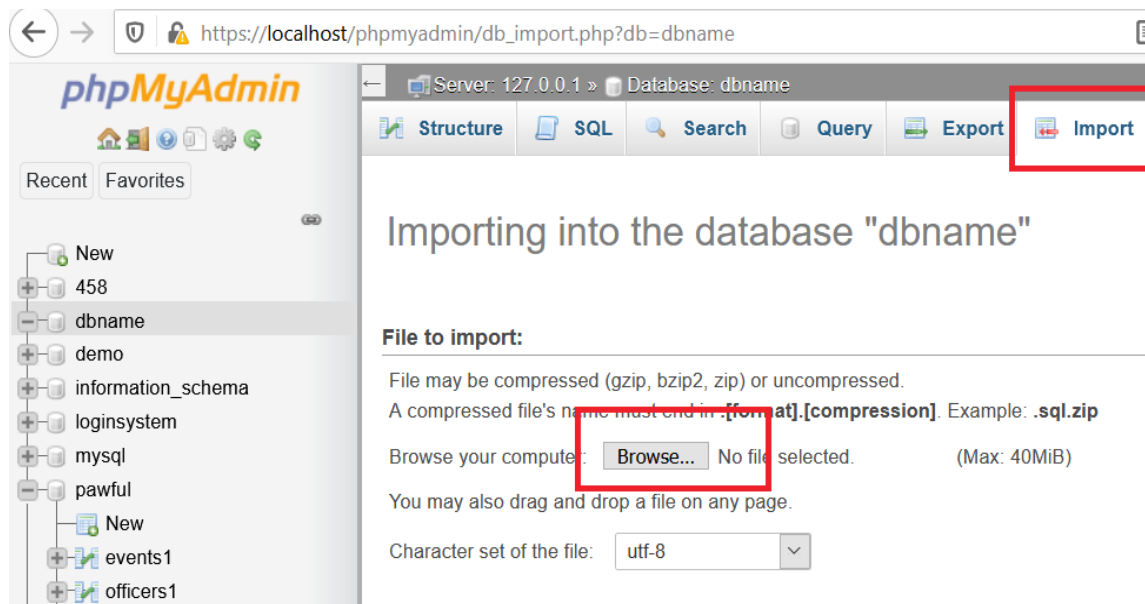 https://localhost/phpmyadmin/db_import.php?db=dbname
phpMyAdmin
Recent Favorites
New
458
dbname
demo
information_schema
loginsystem
mysql
pawful
New
events1
officers1
Server: 127.0.0.1 » Database: dbname
Structure SQL Search Query Export Import
Importing into the database "dbname"
File to import:
File may be compressed (gzip, bzip2, zip) or uncompressed.
A compressed file's name must end in .[format].[compression]. Example: .sql.zip
Browse your computer: Browse... No file selected. (Max: 40MiB)
You may also drag and drop a file on any page.
Character set of the file: utf-8